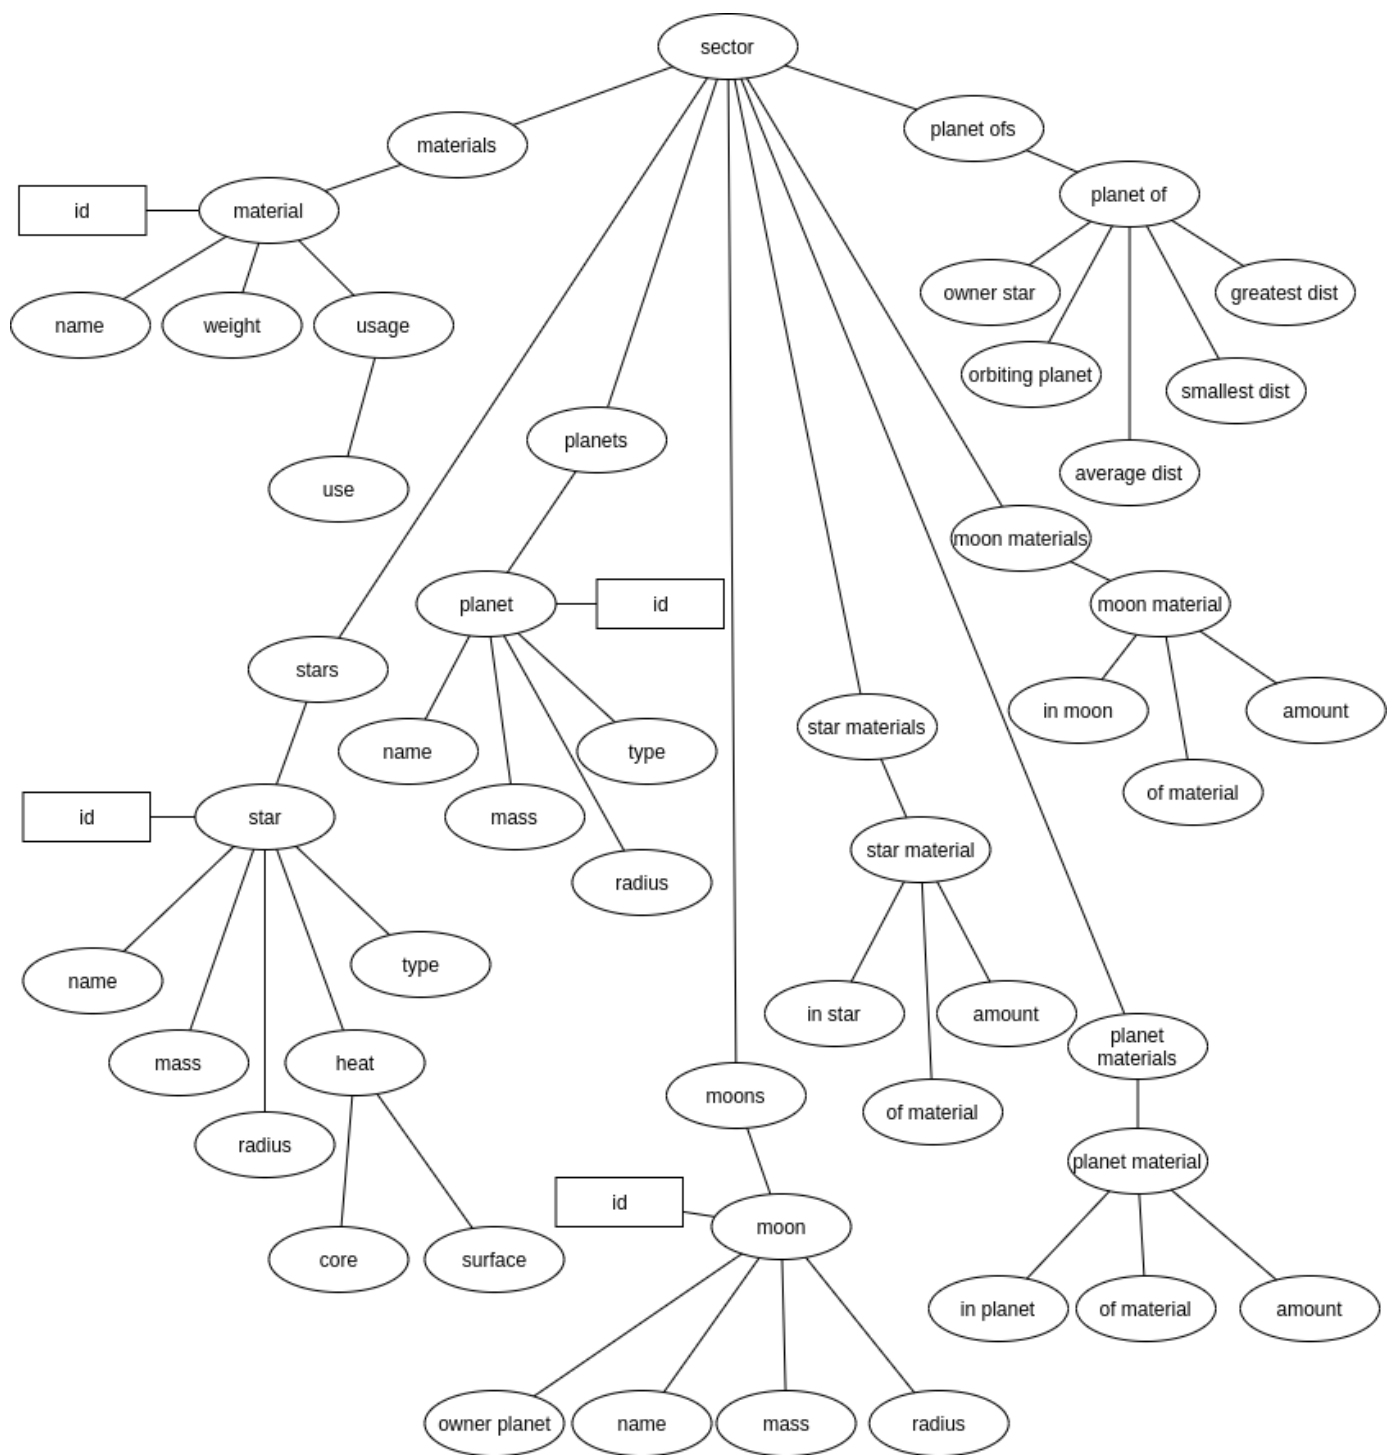 sector
planet ofs
materials
planet of
id
material
owner star
greatest dist
name
weight
usage
orbiting planet
smallest dist
planets
average dist
use
moon materials
planet
id
moon material
stars
in moon
amount
star materials
name
type
of material
id
star
mass
star material
radius
type
name
in star
amount
planet
materials
mass
heat
moons
of material
radius
planet material
id
moon
core
surface
in planet
of material
amount
owner planet
name
mass
radius